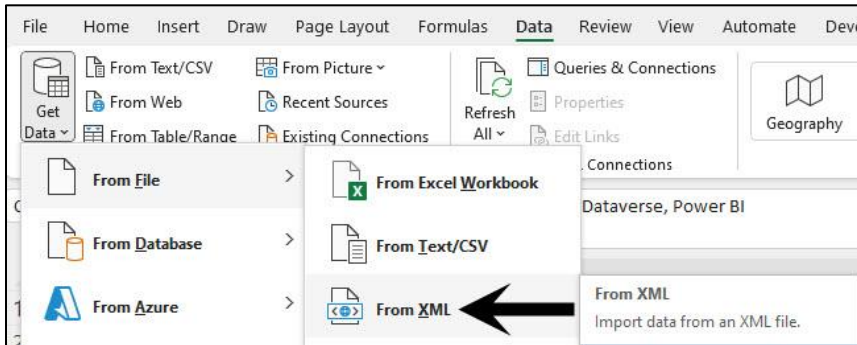 File Home Insert Draw Page Layout Formulas Data Review View Automate Deve
From Text/CSV From Picture Queries & Connections
From Web Recent Sources Properties
Get Data From Table/Range Existing Connections Refresh All Edit Links Geography
Connections
From File From Excel Workbook
Dataverse, Power BI
From Database From Text/CSV
From Azure From XML From XML
Import data from an XML file.
1